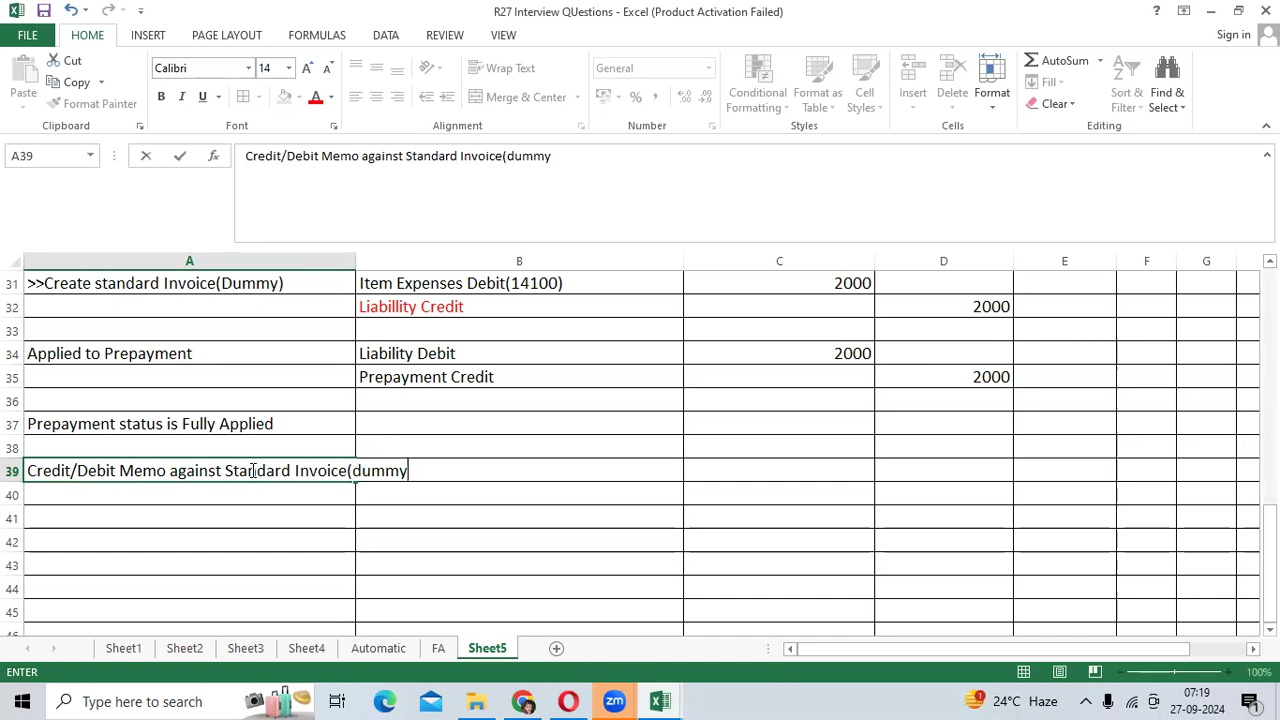 R27 Interview QUestions - Excel (Product Activation Failed)
FILE HOME INSERT PAGE LAYOUT FORMULAS DATA REVIEW VIEW Sign in
Paste Cut Copy Format Painter Clipboard
Calibri 14 B I U A Font
Wrap Text Merge & Center Alignment
General % Number
Conditional Formatting Format as Table Cell Styles Styles
Insert Delete Format Cells
AutoSum Fill Clear Sort & Filter Find & Select Editing
A39 fx Credit/Debit Memo against Standard Invoice(dummy
A B C D E F G
31 >>Create standard Invoice(Dummy) Item Expenses Debit(14100) 2000
32 Liabillity Credit 2000
33
34 Applied to Prepayment Liability Debit 2000
35 Prepayment Credit 2000
36
37 Prepayment status is Fully Applied
38
39 Credit/Debit Memo against Standard Invoice(dummy
40
41
42
43
44
45
46
Sheet1 Sheet2 Sheet3 Sheet4 Automatic FA Sheet5
ENTER 100%
Type here to search zm 1 24°C Haze ENG 07:19
27-09-2024 1